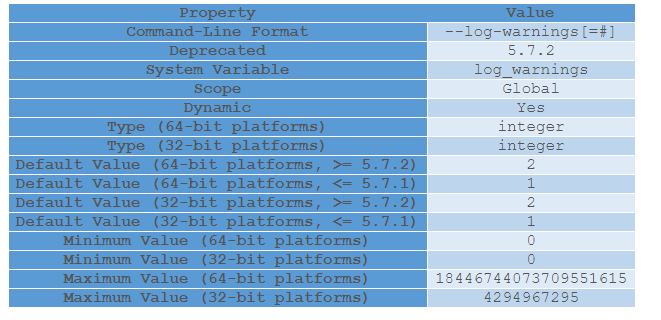 Property Value
Command-Line Format --log-warnings[=#]
Deprecated 5.7.2
System Variable log_warnings
Scope Global
Dynamic Yes
Type (64-bit platforms) integer
Type (32-bit platforms) integer
Default Value (64-bit platforms, >= 5.7.2) 2
Default Value (64-bit platforms, <= 5.7.1) 1
Default Value (32-bit platforms, >= 5.7.2) 2
Default Value (32-bit platforms, <= 5.7.1) 1
Minimum Value (64-bit platforms) 0
Minimum Value (32-bit platforms) 0
Maximum Value (64-bit platforms) 18446744073709551615
Maximum Value (32-bit platforms) 4294967295